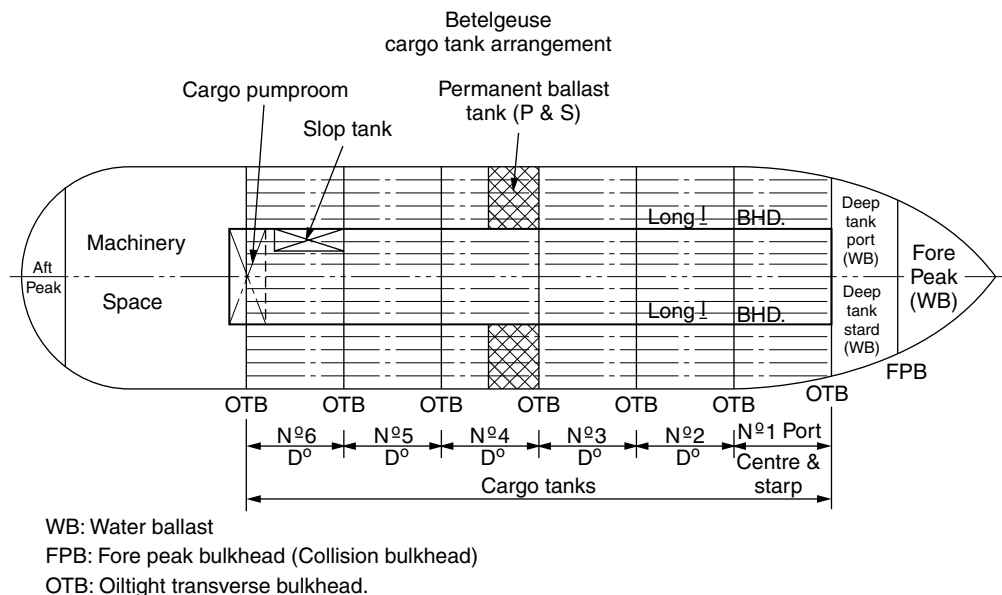 Betelgeuse
cargo tank arrangement
Cargo pumproom
Permanent ballast
tank (P & S)
Slop tank
Machinery
Space
Aft
Peak
Long l
BHD.
Long l
BHD.
Deep
tank
port
(WB)
Deep
tank
stard
(WB)
Fore
Peak
(WB)
FPB
OTB
OTB
OTB
OTB
OTB
OTB
OTB
Nº6
Dº
Nº5
Dº
Nº4
Dº
Nº3
Dº
Nº2
Dº
Nº1 Port
Centre &
starp
Cargo tanks
WB: Water ballast
FPB: Fore peak bulkhead (Collision bulkhead)
OTB: Oiltight transverse bulkhead.